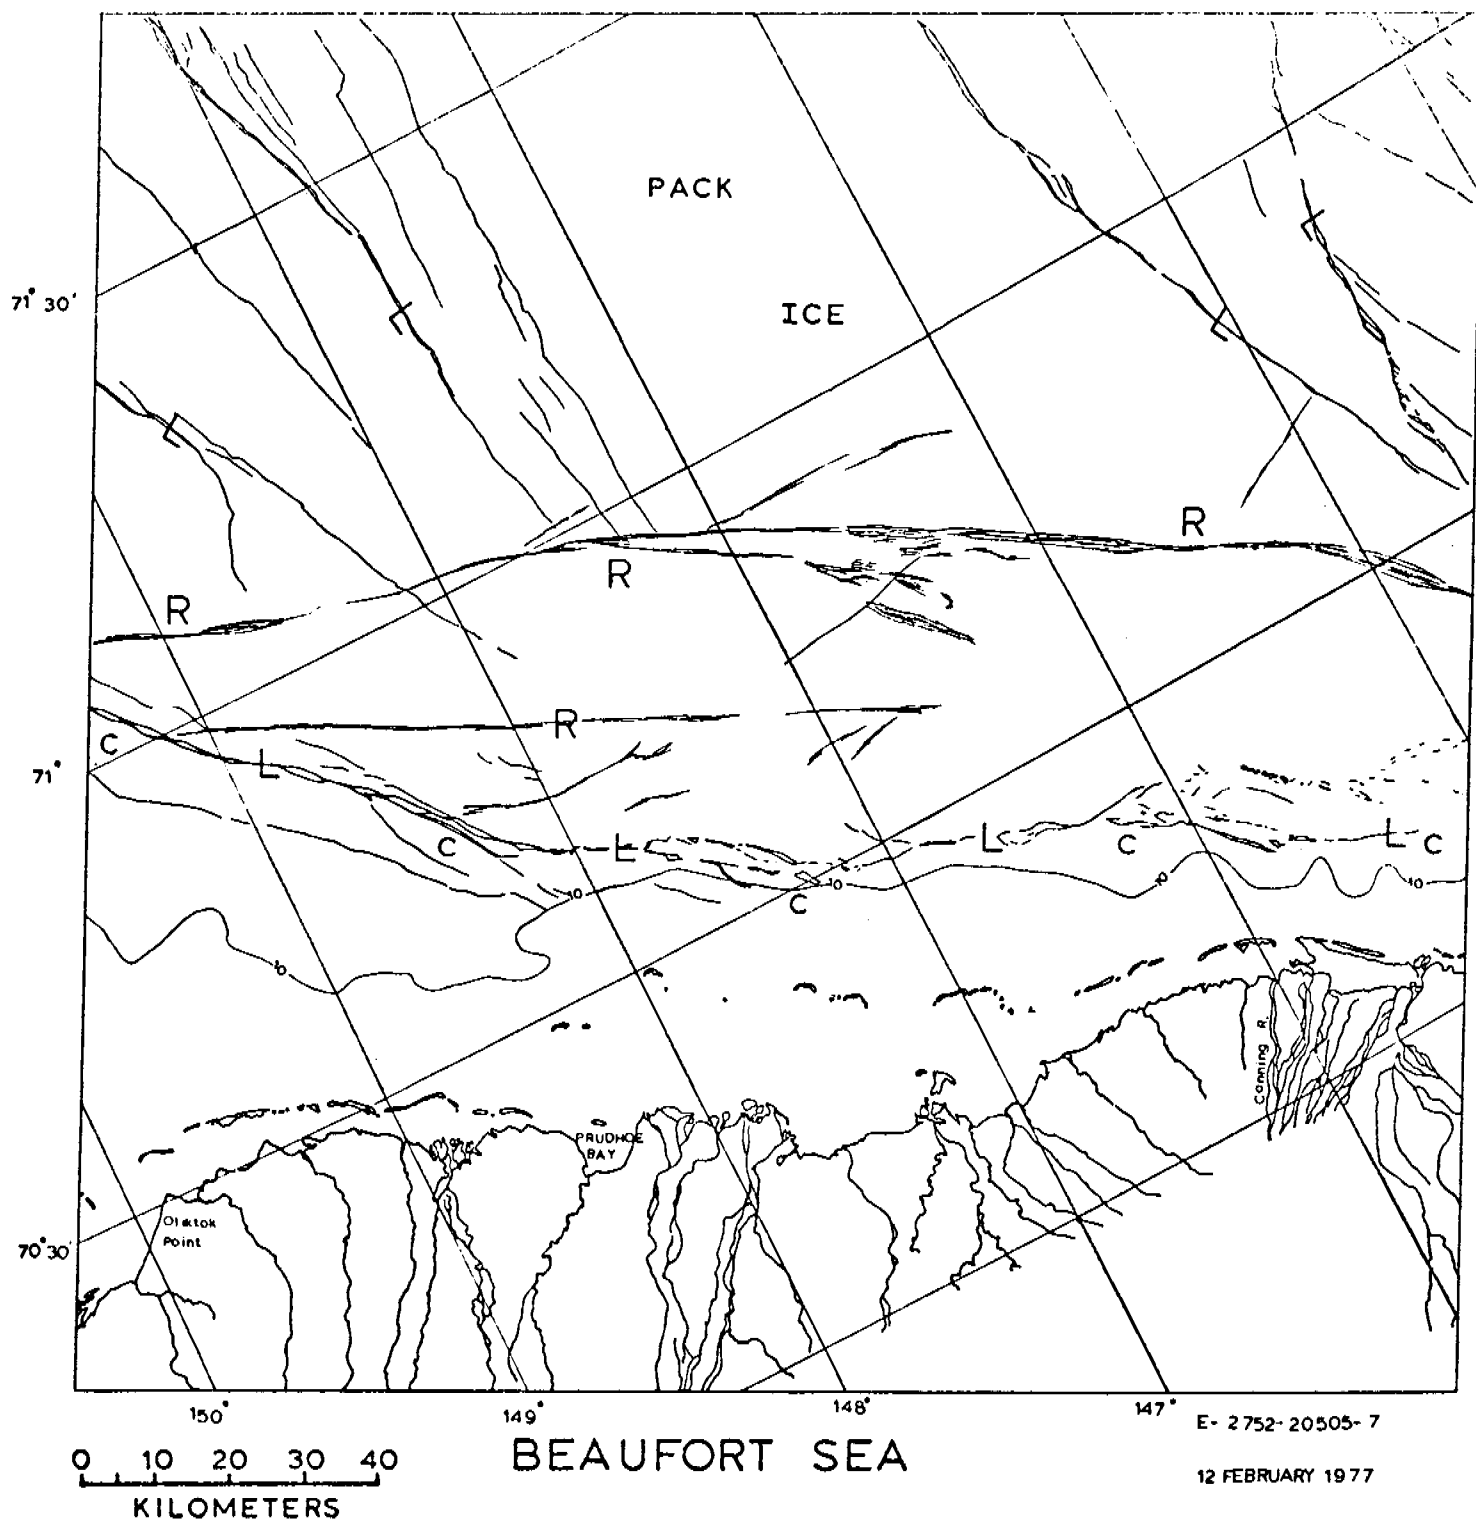 PACK
ICE
71° 30'
L
L
L
L
R
R
R
R
C
L
71°
C
L
L
C
L
C
C
C
10
10
10
10
10
Canning R.
PRUDHOE
BAY
Oliktok
Point
70° 30'
150°
149°
148°
147°
E- 2752-20505-7
0 10 20 30 40
KILOMETERS
BEAUFORT SEA
12 FEBRUARY 1977